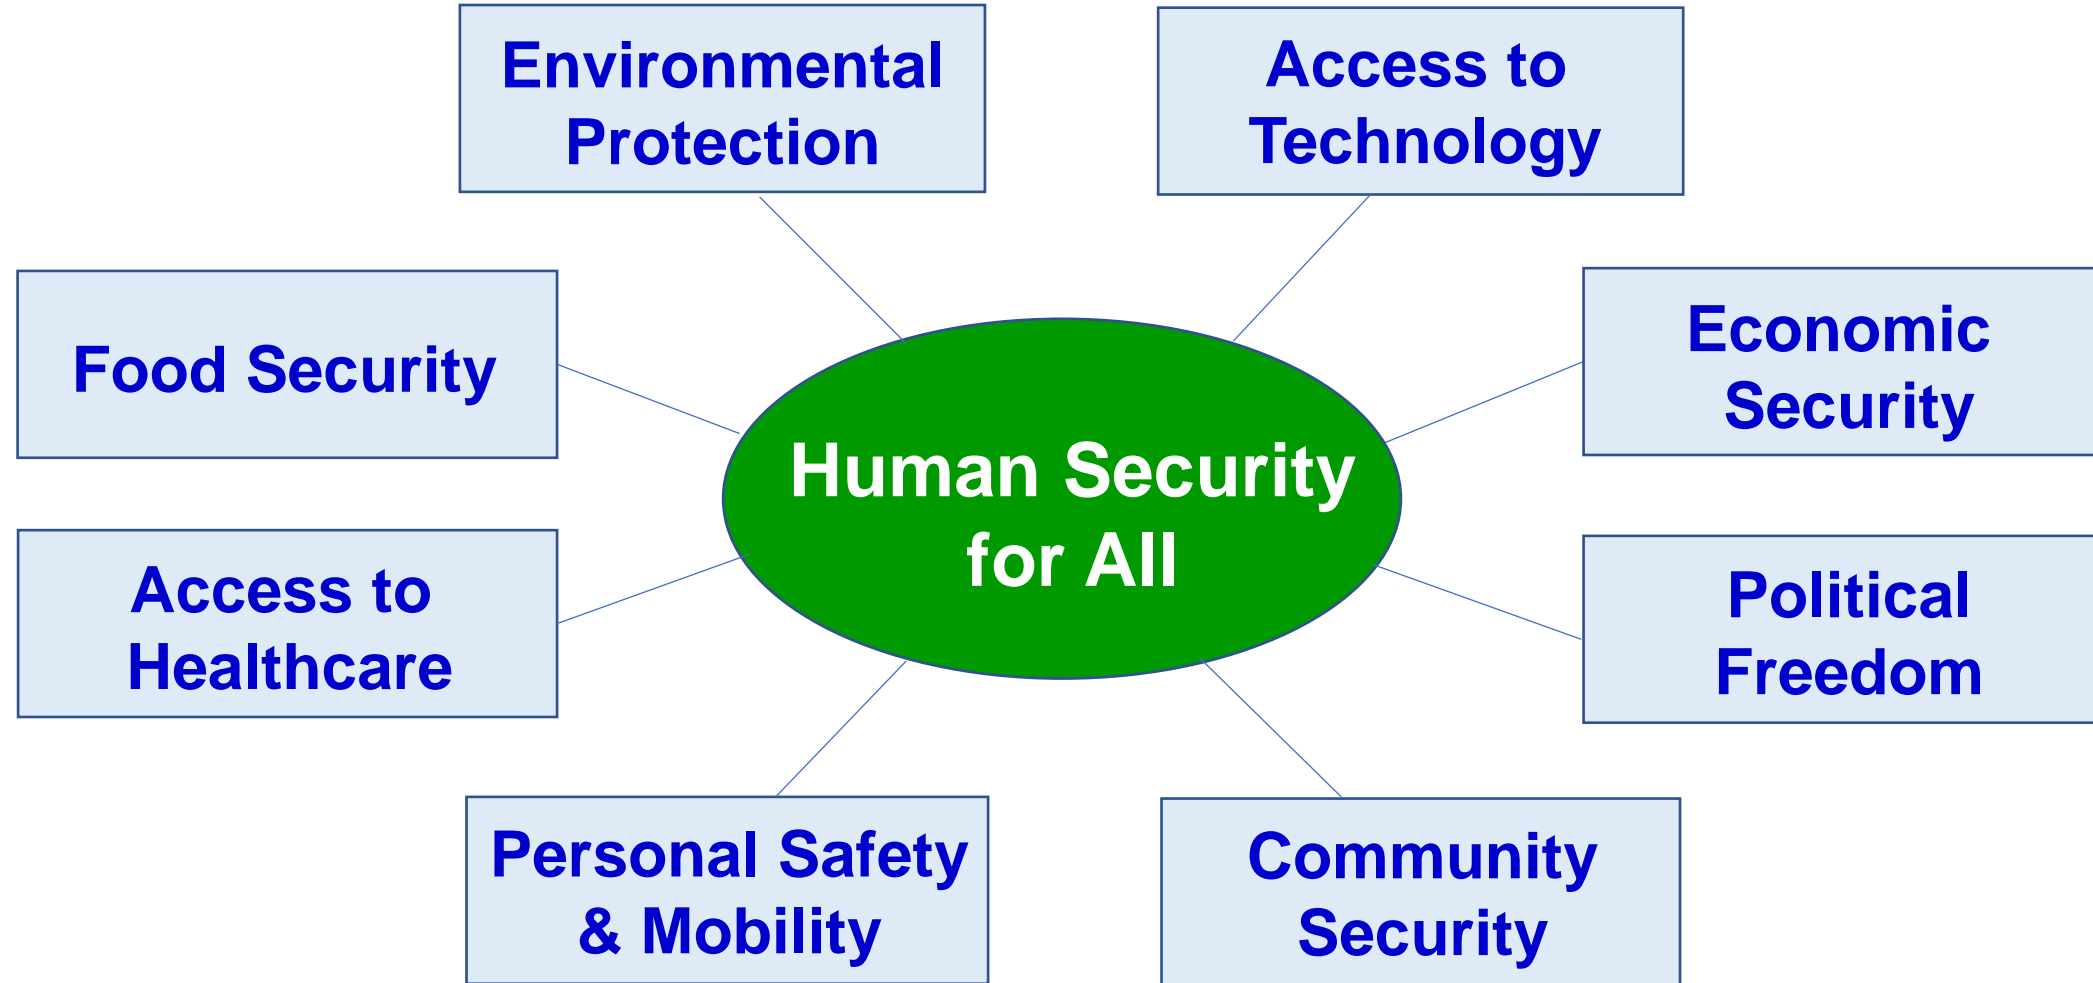 Environmental
Protection
Access to
Technology
Food Security
Economic
Security
Human Security
for All
Access to
Healthcare
Political
Freedom
Personal Safety
& Mobility
Community
Security